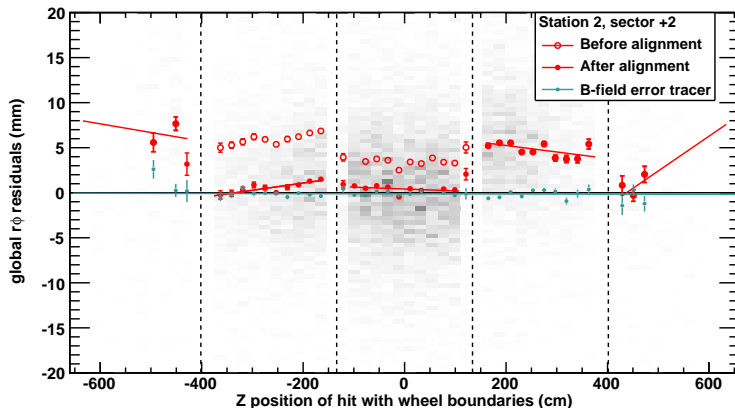 Station 2, sector +2
Before alignment
After alignment
B-field error tracer
global rϕ residuals (mm)
20
15
10
5
0
-5
-10
-15
-20
-600 -400 -200 0 200 400 600
Z position of hit with wheel boundaries (cm)